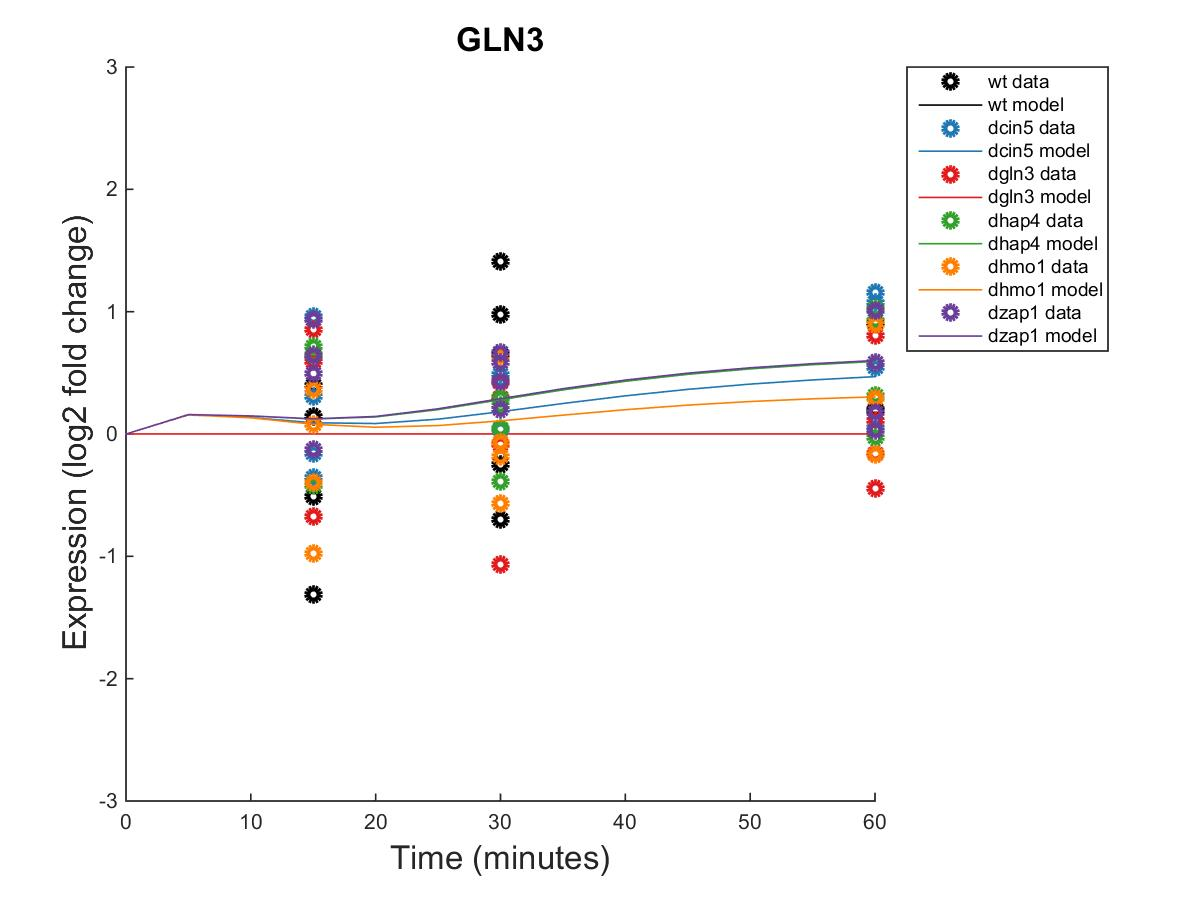 GLN3
3
2
1
0
-1
-2
-3
Expression (log2 fold change)
0 10 20 30 40 50 60
Time (minutes)
wt data
wt model
dcin5 data
dcin5 model
dgln3 data
dgln3 model
dhap4 data
dhap4 model
dhmo1 data
dhmo1 model
dzap1 data
dzap1 model